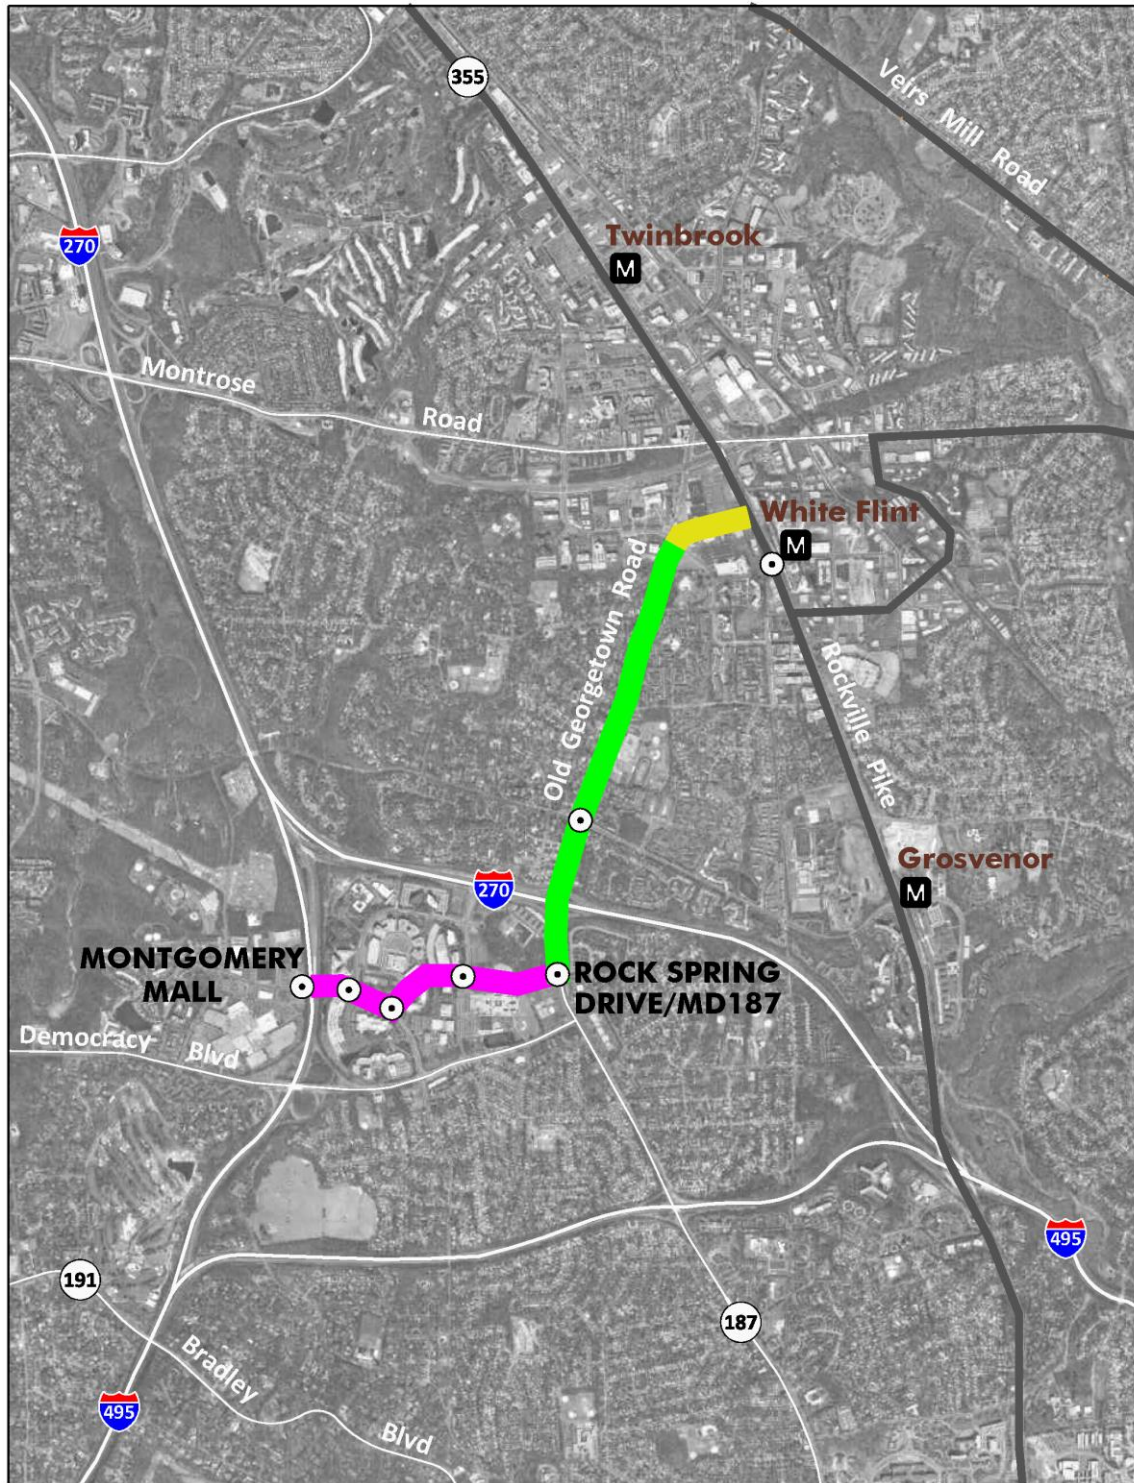 355
Veirs Mill Road
Twinbrook
M
270
Montrose
Road
White Flint
M
Old Georgetown Road
Rockville Pike
Grosvenor
M
270
MONTGOMERY
MALL
ROCK SPRING
DRIVE/MD187
Democracy
Blvd
495
191
187
Bradley
Blvd
495